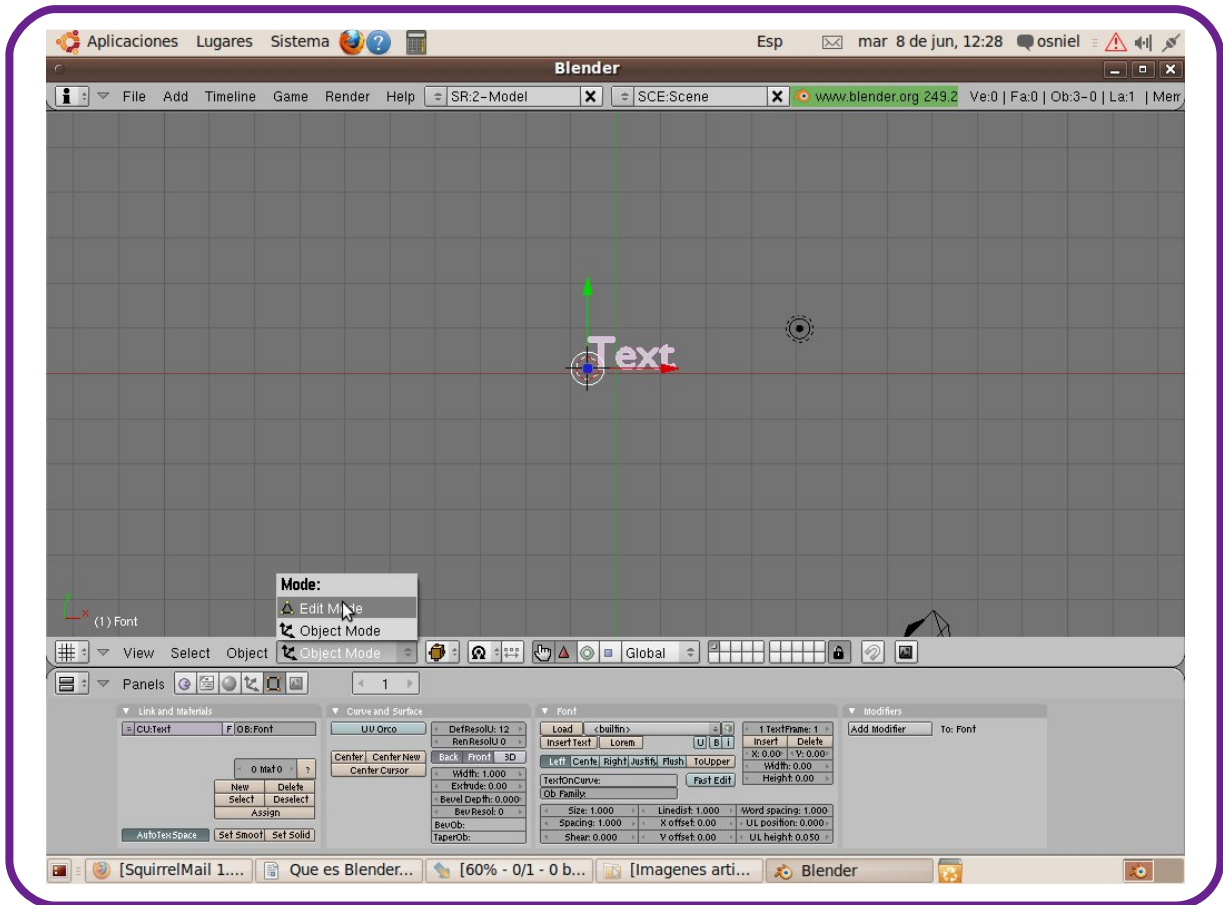 Aplicaciones Lugares Sistema ? Esp mar 8 de jun, 12:28 osniel
Blender
File Add Timeline Game Render Help SR:2-Model X SCE:Scene X www.blender.org 249.2 Ve:0 | Fa:0 | Ob:3-0 | La:1 | Mem
Text
Mode:
Edit Mode
Object Mode
x (1) Font
View Select Object Object Mode Global
Panels 1
Link and Materials
CU:Text F OB:Font
0 Mat 0 ?
New Delete
Select Deselect
Assign
AutoTexSpace Set Smoot Set Solid
Curve and Surface
UV Orco
Center Center New
Center Cursor
DefResolU: 12
RenResolU 0
Back Front 3D
Width: 1.000
Extrude: 0.00
Bevel Depth: 0.000
BevResol: 0
BevOb:
TaperOb:
Font
Load <builtin>
Insert Text Lorem U B i
Left Cente Right Justify Flush ToUpper
TextOnCurve: Fast Edit
Ob Family:
Size: 1.000 Linedist: 1.000 Word spacing: 1.000
Spacing: 1.000 X offset: 0.00 UL position: 0.000
Shear: 0.000 Y offset: 0.00 UL height: 0.050
1 TextFrame: 1
Insert Delete
X: 0.00 Y: 0.00
Width: 0.00
Height: 0.00
Modifiers
Add Modifier To: Font
[SquirrelMail 1.... Que es Blender... [60% - 0/1 - 0 b... [Imagenes arti... Blender